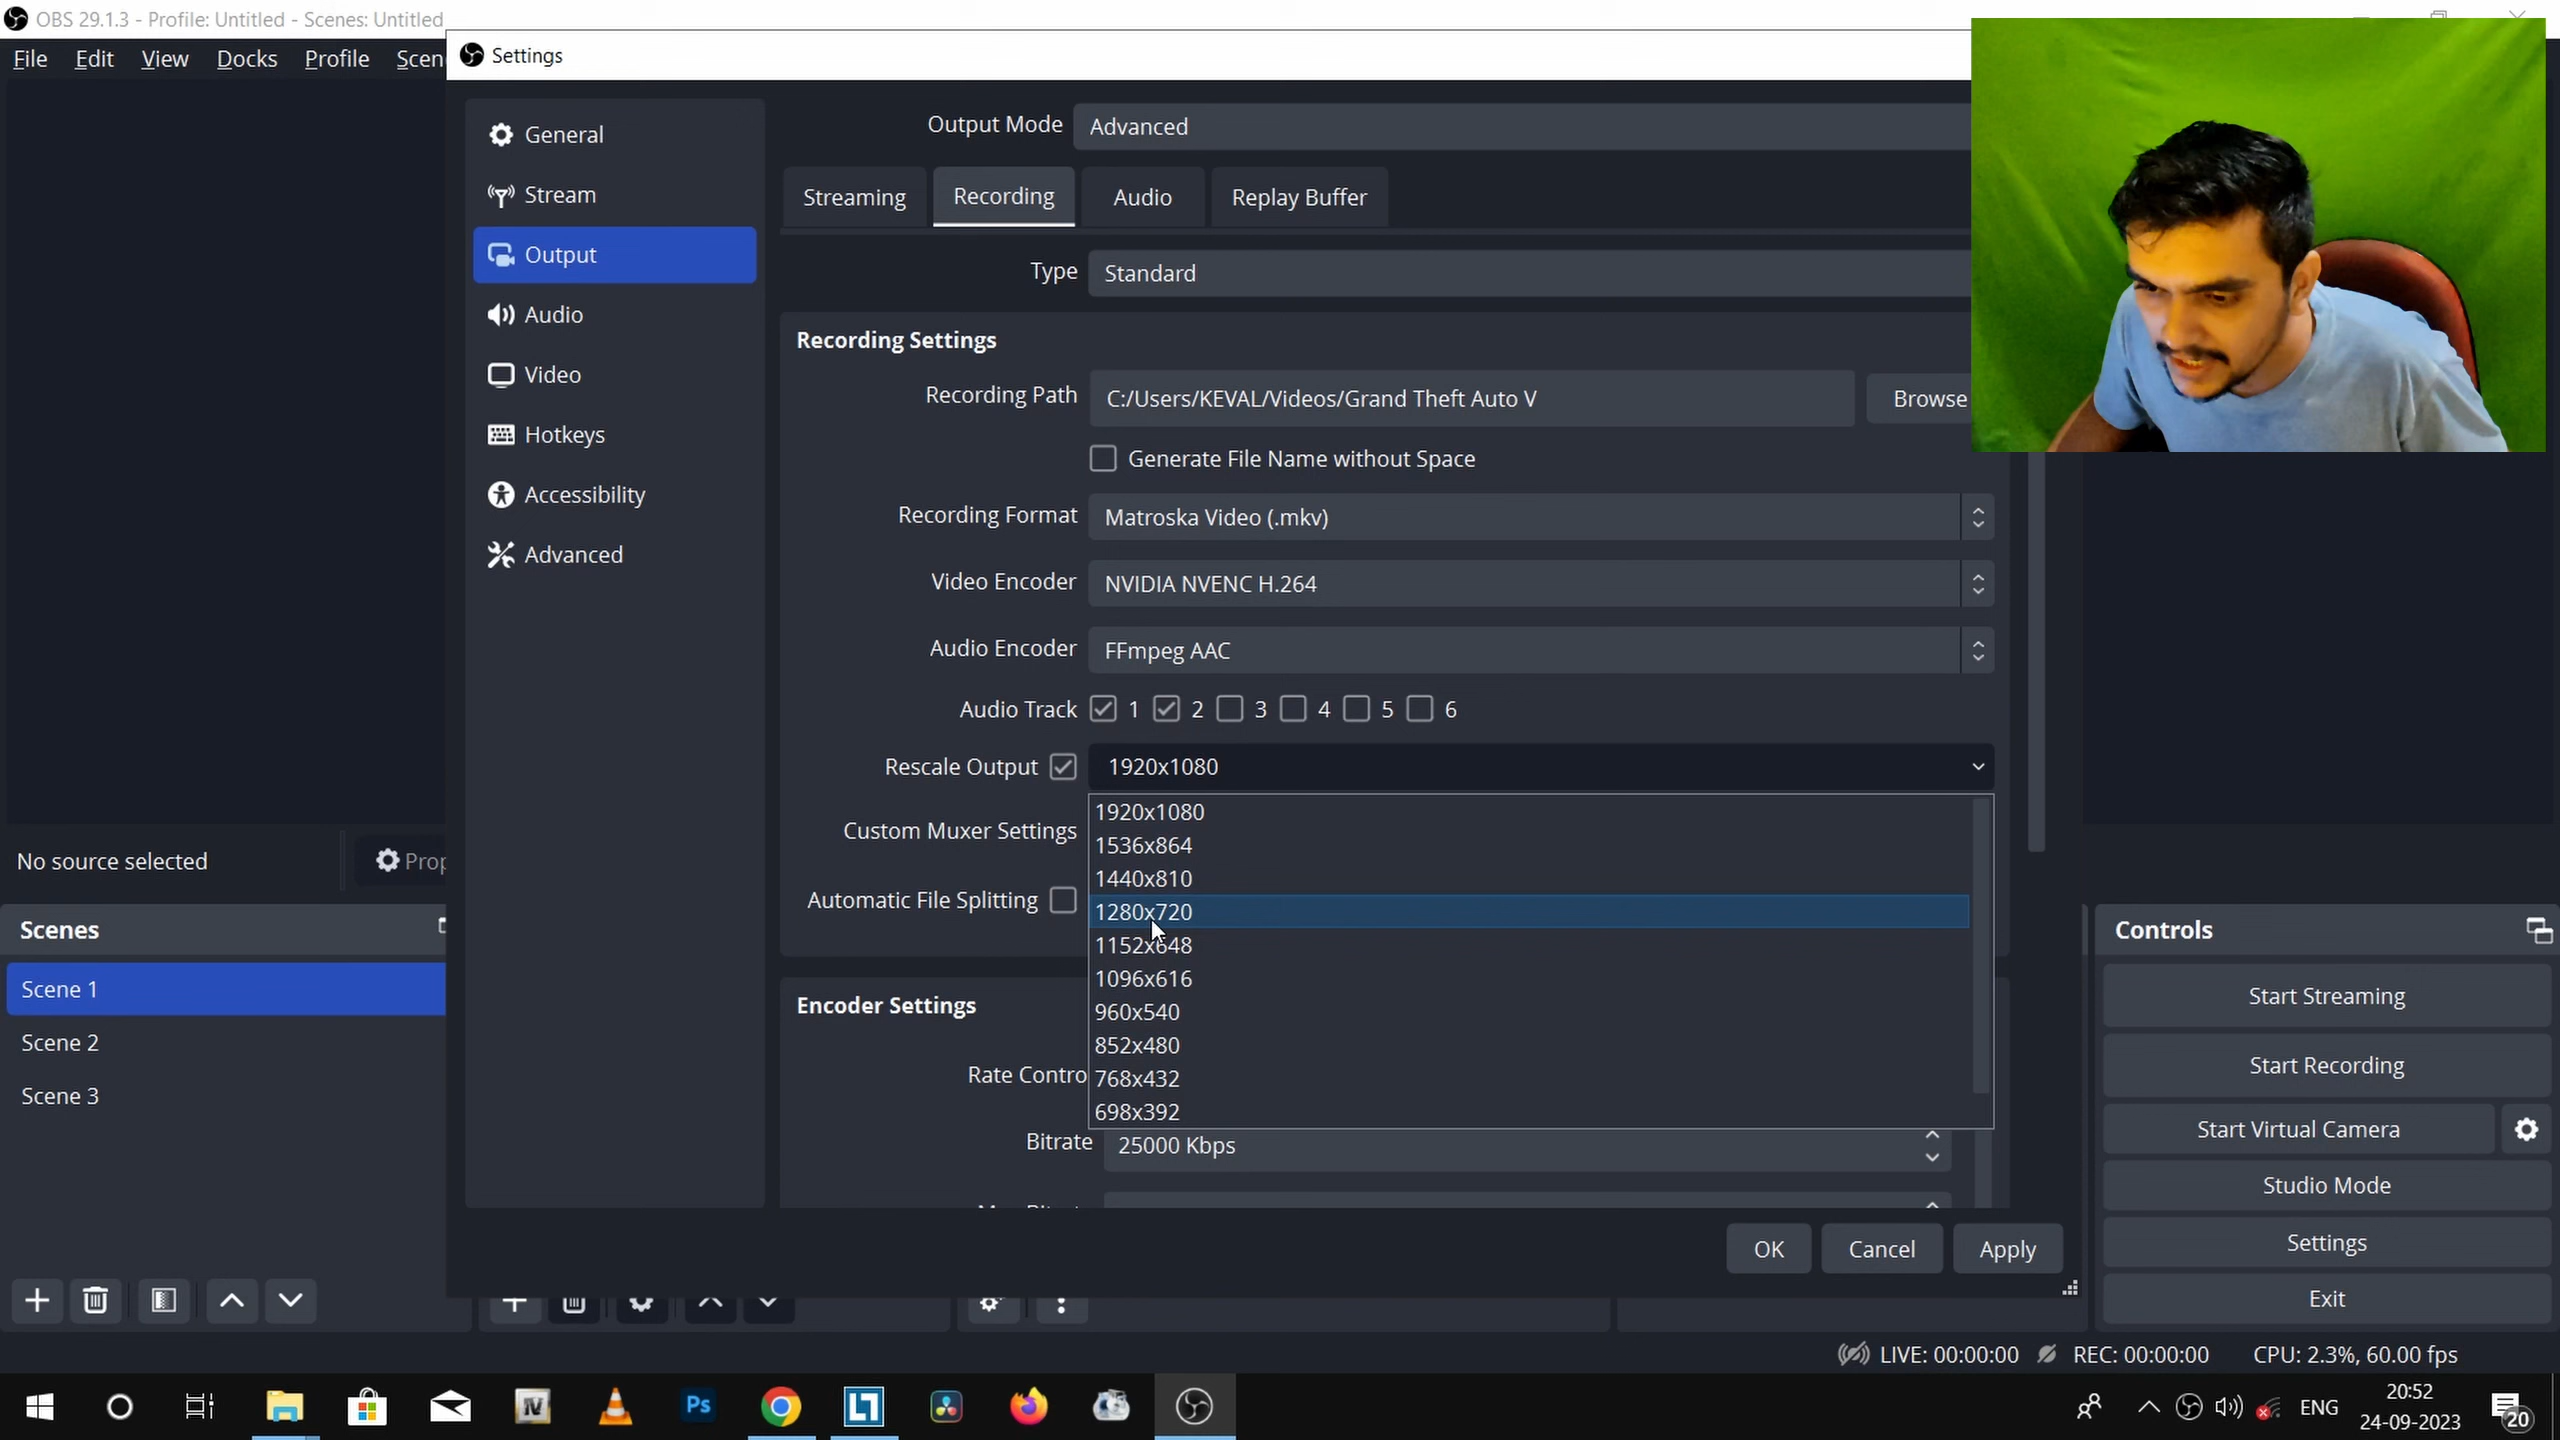 OBS 29.1.3 - Profile: Untitled - Scenes: Untitled
File Edit View Docks Profile Scen
Settings
General
Stream
Output
Audio
Video
Hotkeys
Accessibility
Advanced
Output Mode Advanced
Streaming Recording Audio Replay Buffer
Type Standard
Recording Settings
Recording Path C:/Users/KEVAL/Videos/Grand Theft Auto V Browse
Generate File Name without Space
Recording Format Matroska Video (.mkv)
Video Encoder NVIDIA NVENC H.264
Audio Encoder FFmpeg AAC
Audio Track 1 2 3 4 5 6
Rescale Output 1920x1080
1920x1080
1536x864
1440x810
1280x720
1152x648
1096x616
960x540
852x480
768x432
698x392
Custom Muxer Settings
Automatic File Splitting
Encoder Settings
Rate Contro
Bitrate 25000 Kbps
OK Cancel Apply
No source selected
Prop
Scenes
Scene 1
Scene 2
Scene 3
Controls
Start Streaming
Start Recording
Start Virtual Camera
Studio Mode
Settings
Exit
LIVE: 00:00:00 REC: 00:00:00 CPU: 2.3%, 60.00 fps
Ps
ENG
20:52
24-09-2023
20